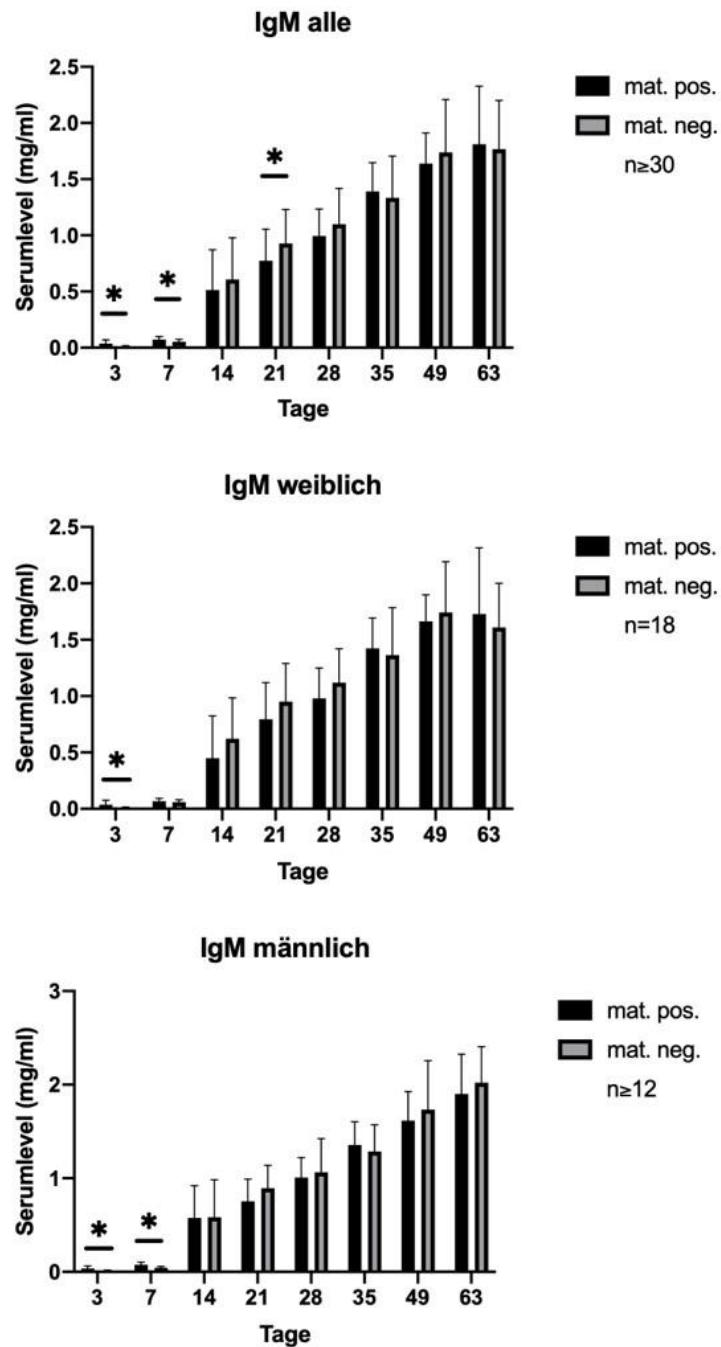 IgM alle
2.5
2.0
1.5
1.0
0.5
0.0
Serumlevel (mg/ml)
* * *
3 7 14 21 28 35 49 63
Tage
mat. pos.
mat. neg.
n≥30
IgM weiblich
2.5
2.0
1.5
1.0
0.5
0.0
Serumlevel (mg/ml)
*
3 7 14 21 28 35 49 63
Tage
mat. pos.
mat. neg.
n=18
IgM männlich
3
2
1
0
Serumlevel (mg/ml)
* *
3 7 14 21 28 35 49 63
Tage
mat. pos.
mat. neg.
n≥12